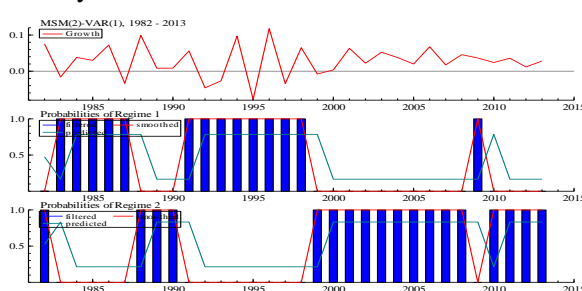 MSM(2)-VAR(1), 1982 - 2013
Growth
0.1
0.0
1985 1990 1995 2000 2005 2010 2015
Probabilities of Regime 1
1.0
filtered smoothed
predicted
0.5
1985 1990 1995 2000 2005 2010 2015
Probabilities of Regime 2
1.0
filtered smoothed
predicted
0.5
1985 1990 1995 2000 2005 2010 2015